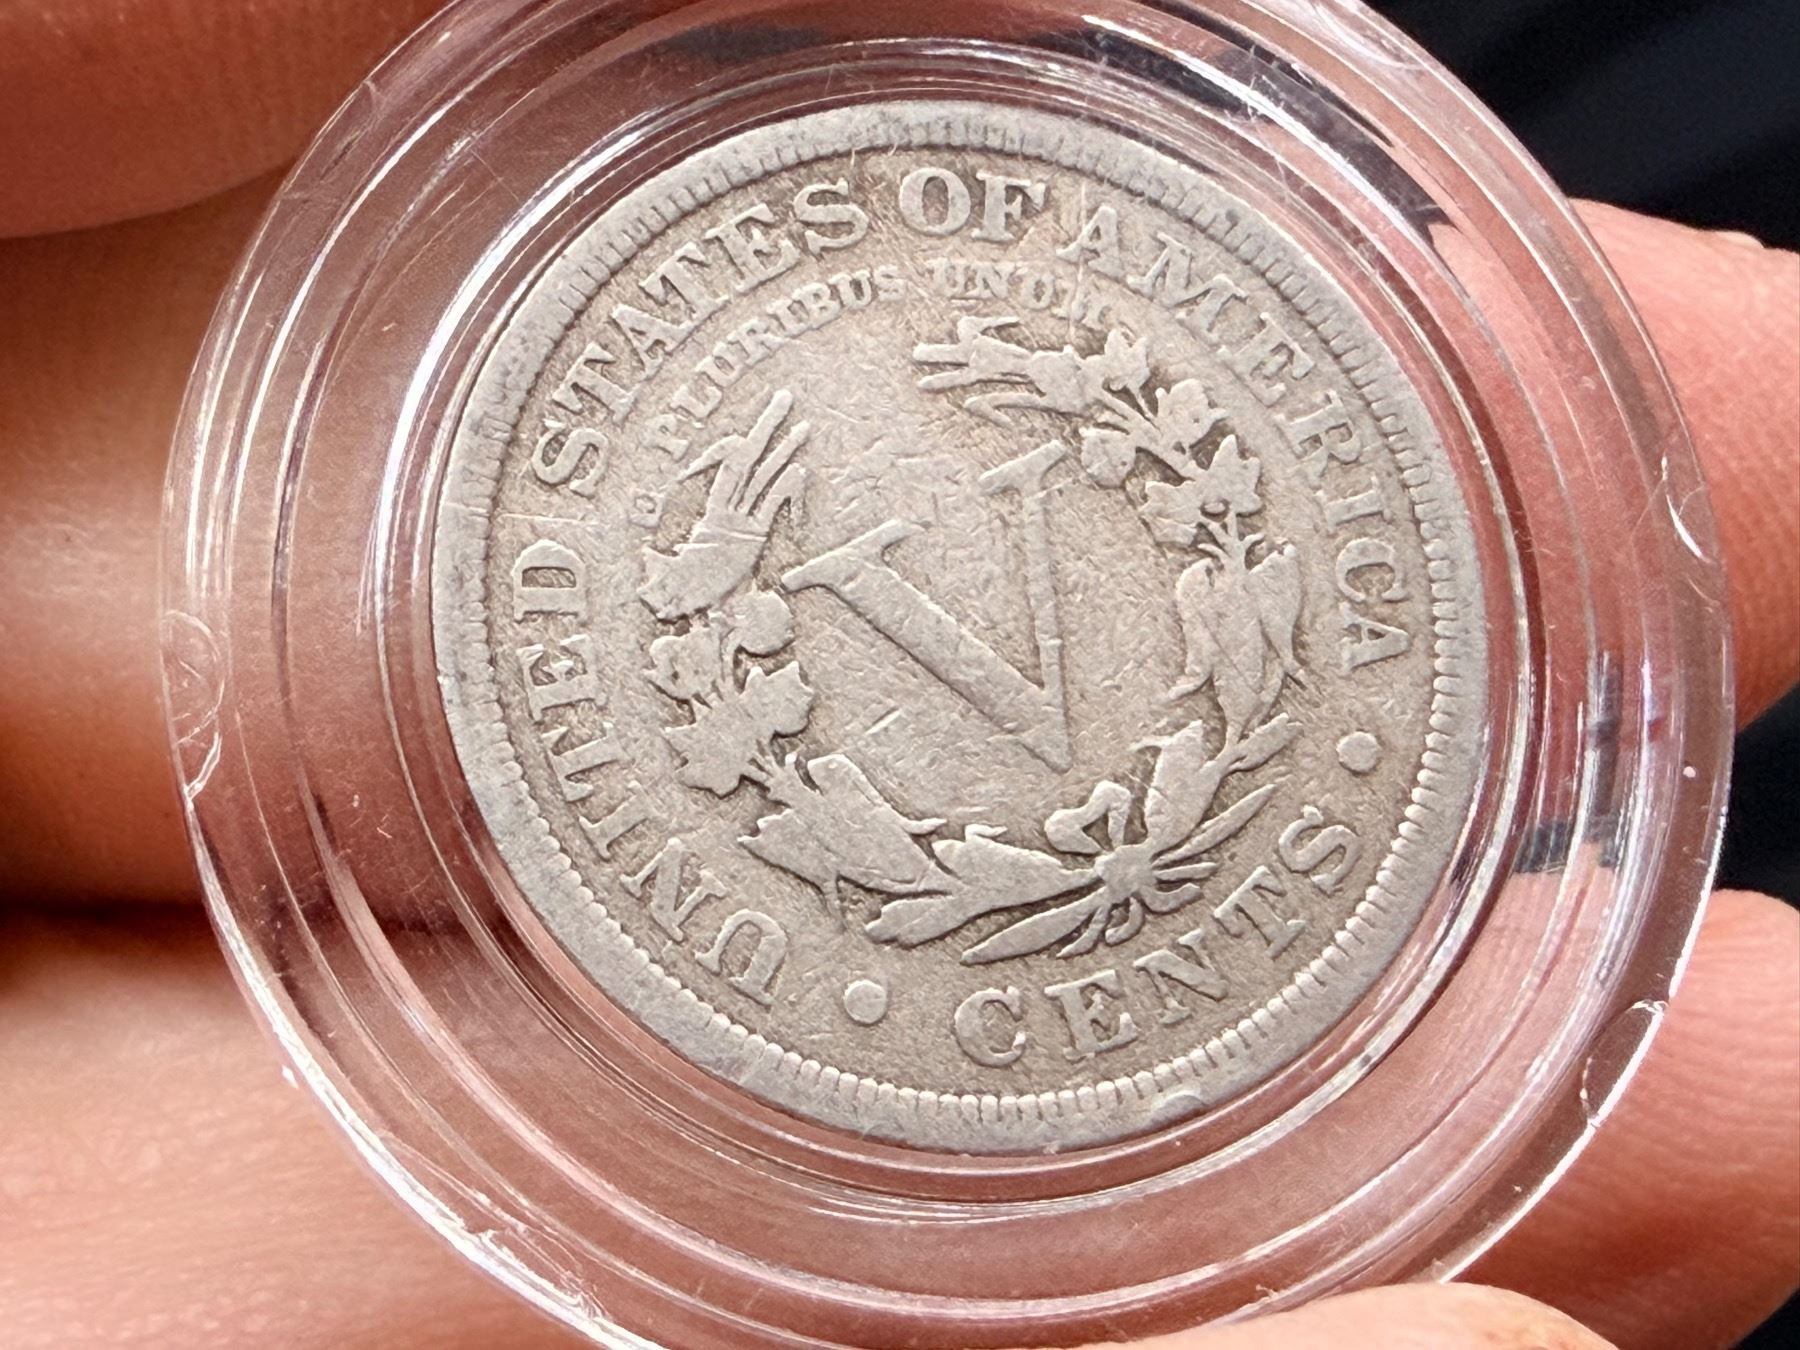 UNITED STATES OF AMERICA
E PLURIBUS UNUM
V
• CENTS •